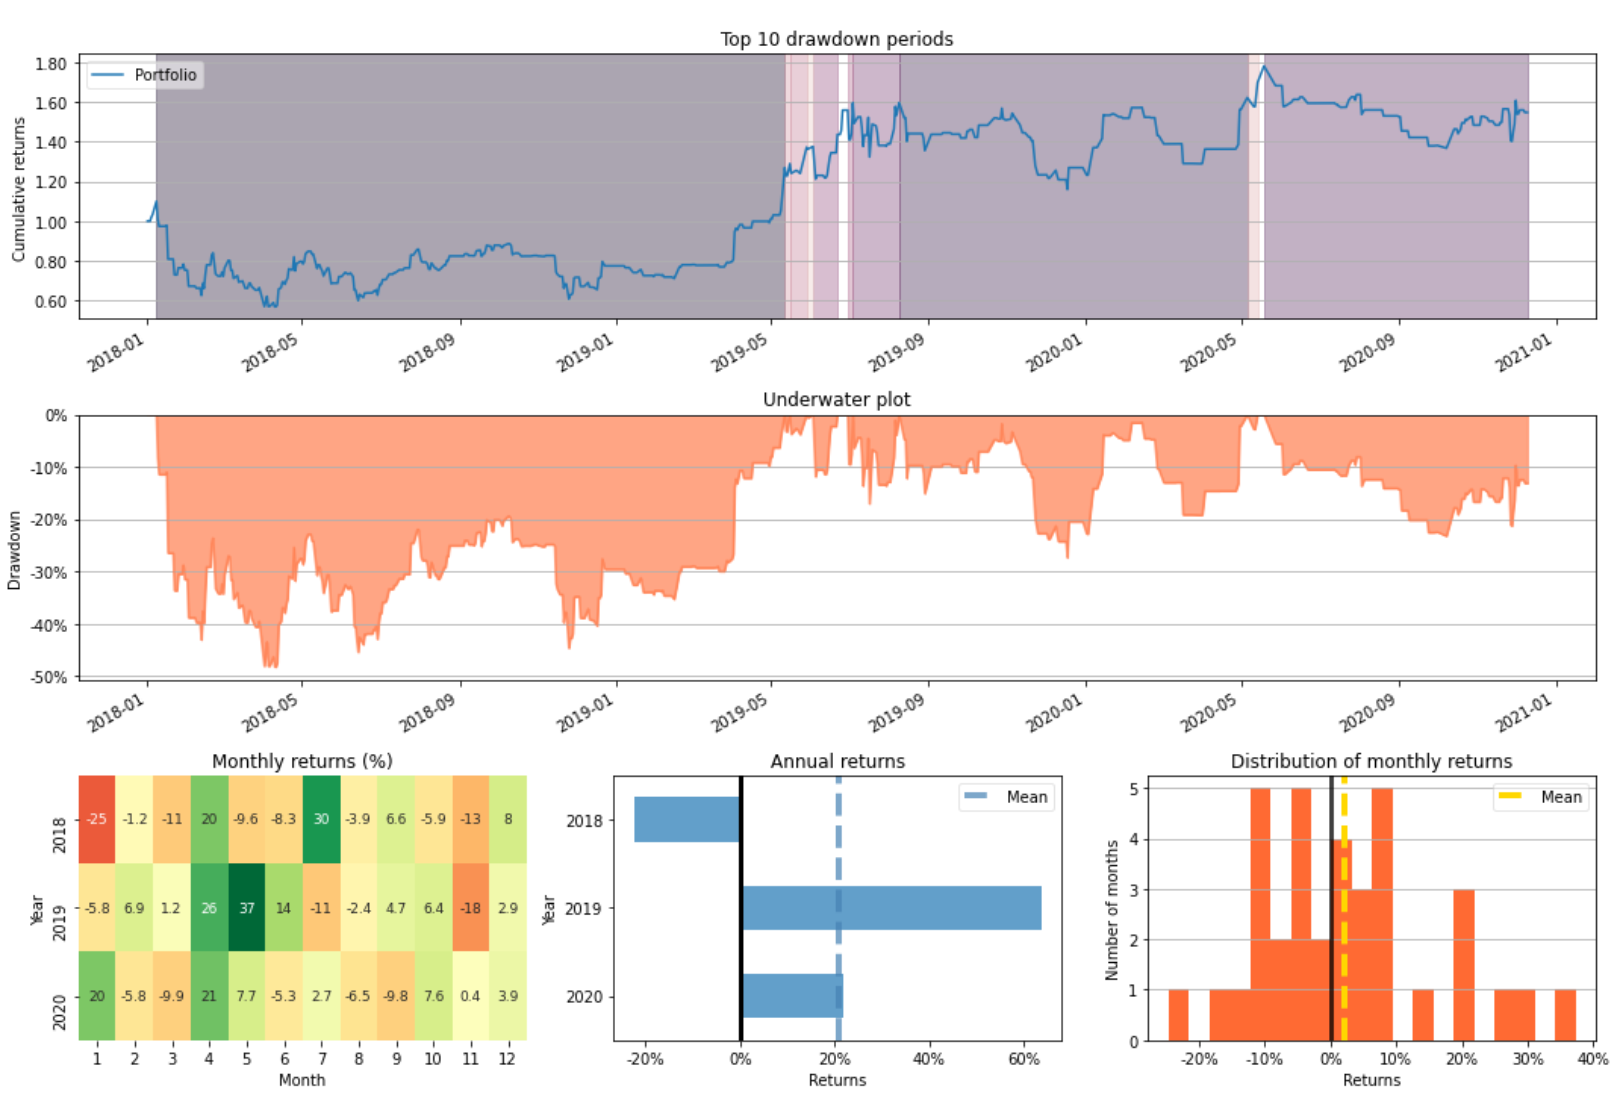 Top 10 drawdown periods
Portfolio
Cumulative returns
1.80
1.60
1.40
1.20
1.00
0.80
0.60
2018-01 2018-05 2018-09 2019-01 2019-05 2019-09 2020-01 2020-05 2020-09 2021-01
Underwater plot
Drawdown
0%
-10%
-20%
-30%
-40%
-50%
2018-01 2018-05 2018-09 2019-01 2019-05 2019-09 2020-01 2020-05 2020-09 2021-01
Monthly returns (%)
Year
2018 -25 -1.2 -11 20 -9.6 -8.3 30 -3.9 6.6 -5.9 -13 8
2019 -5.8 6.9 1.2 26 37 14 -11 -2.4 4.7 6.4 -18 2.9
2020 20 -5.8 -9.9 21 7.7 -5.3 2.7 -6.5 -9.8 7.6 0.4 3.9
1 2 3 4 5 6 7 8 9 10 11 12
Month
Annual returns
Mean
Year
2018
2019
2020
-20% 0% 20% 40% 60%
Returns
Distribution of monthly returns
Mean
Number of months
5
4
3
2
1
0
-20% -10% 0% 10% 20% 30% 40%
Returns